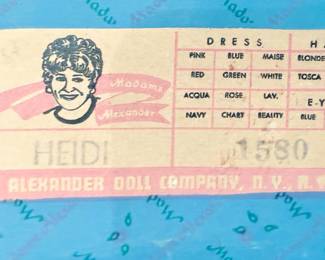 DRESS
PINK BLUE MAISE BLONDE
RED GREEN WHITE TOSCA
ACQUA ROSE LAV.
NAVY CHART BEAUTY BLUE
Madame
Alexander
HEIDI 1580
ALEXANDER DOLL COMPANY, N.Y., N.Y.